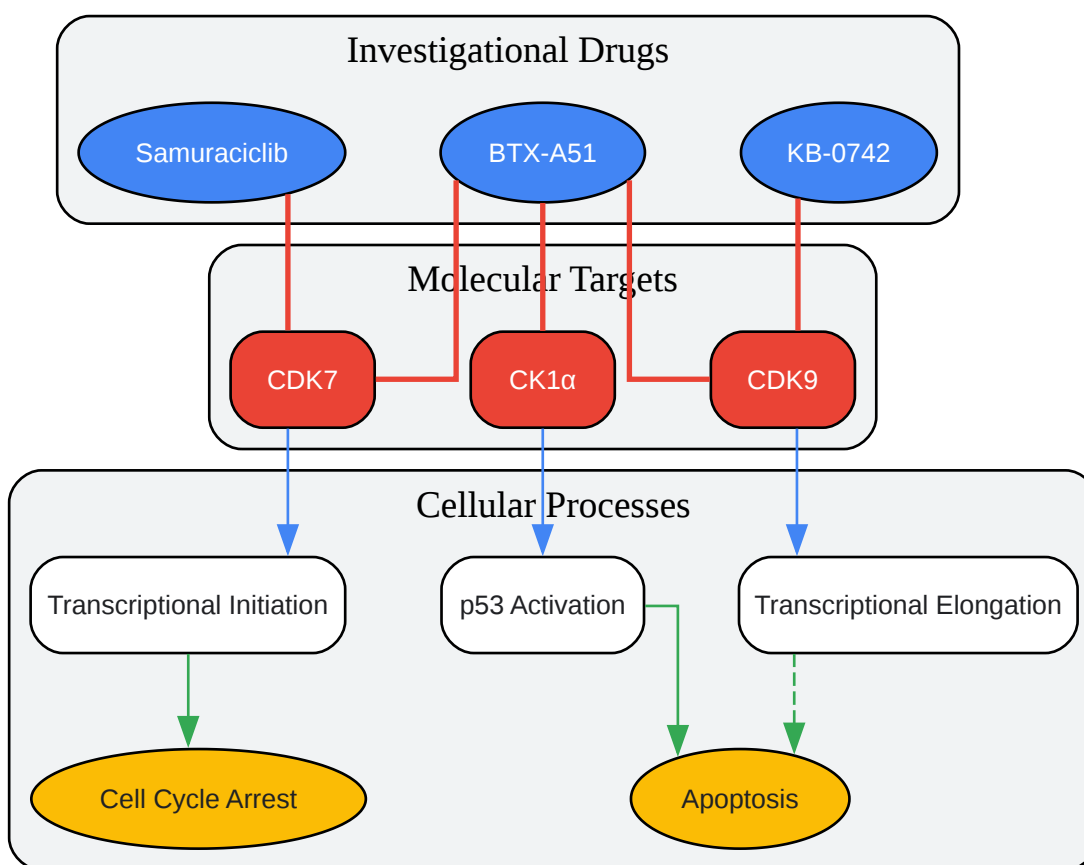 Investigational Drugs
Samuraciclib
BTX-A51
KB-0742
Molecular Targets
CDK7
CK1α
CDK9
Cellular Processes
Transcriptional Initiation
p53 Activation
Transcriptional Elongation
Cell Cycle Arrest
Apoptosis